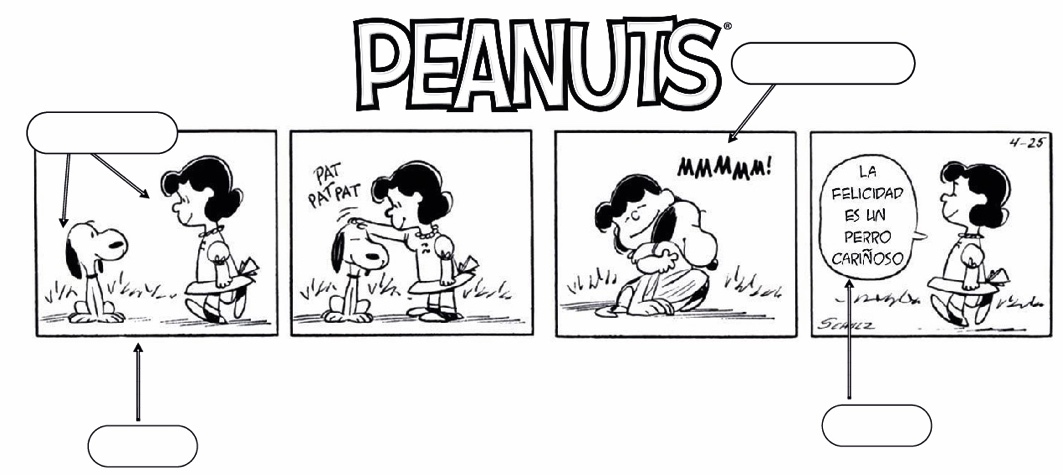 PEANUTS®
PAT
PAT PAT
MMMMM!
4-25
LA
FELICIDAD
ES UN
PERRO
CARIÑOSO
SCHULZ